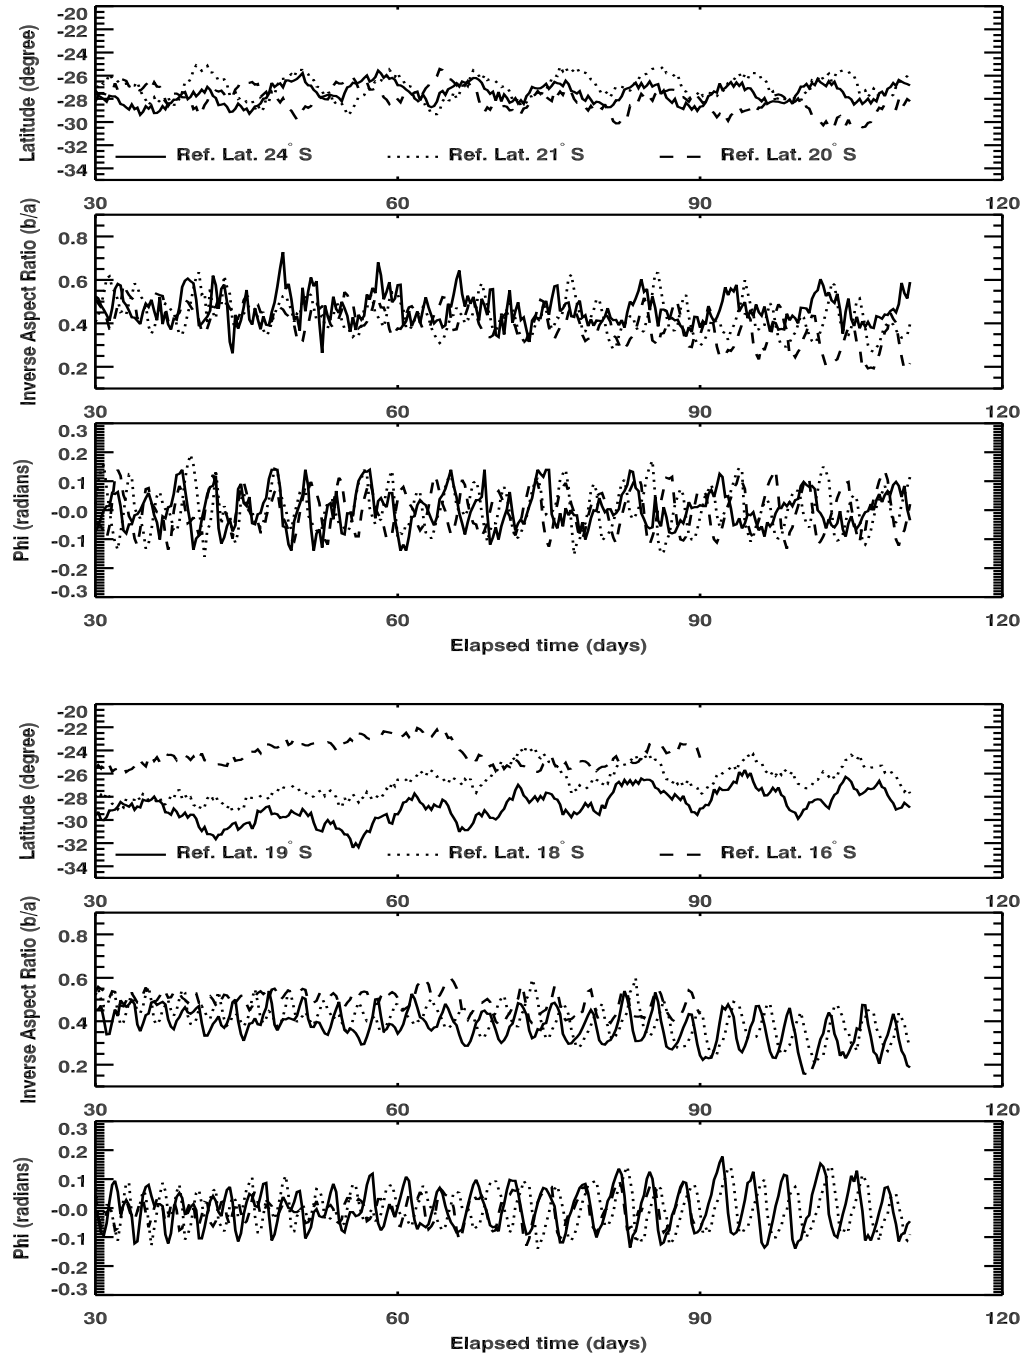 Latitude (degree)
-20
-22
-24
-26
-28
-30
-32
-34
Ref. Lat. 24° S Ref. Lat. 21° S Ref. Lat. 20° S
30 60 90 120
Inverse Aspect Ratio (b/a)
0.8
0.6
0.4
0.2
30 60 90 120
Phi (radians)
0.3
0.2
0.1
-0.0
-0.1
-0.2
-0.3
30 60 90 120
Elapsed time (days)
Latitude (degree)
-20
-22
-24
-26
-28
-30
-32
-34
Ref. Lat. 19° S Ref. Lat. 18° S Ref. Lat. 16° S
30 60 90 120
Inverse Aspect Ratio (b/a)
0.8
0.6
0.4
0.2
30 60 90 120
Phi (radians)
0.3
0.2
0.1
-0.0
-0.1
-0.2
-0.3
30 60 90 120
Elapsed time (days)